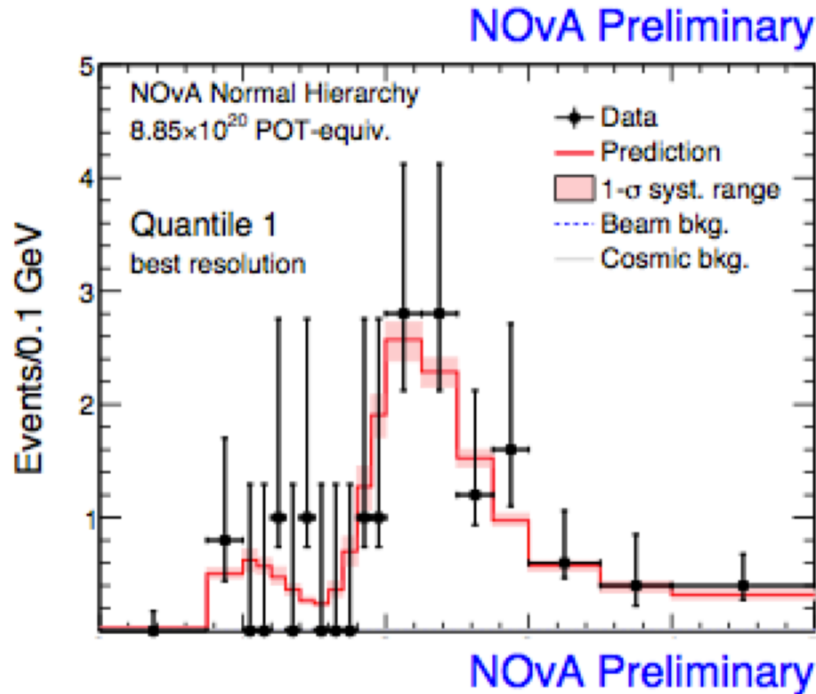 NOvA Preliminary
5
NOvA Normal Hierarchy
8.85×10²⁰ POT-equiv.
Data
Prediction
1-σ syst. range
Beam bkg.
Cosmic bkg.
4
Quantile 1
best resolution
3
Events/0.1 GeV
2
1
NOvA Preliminary